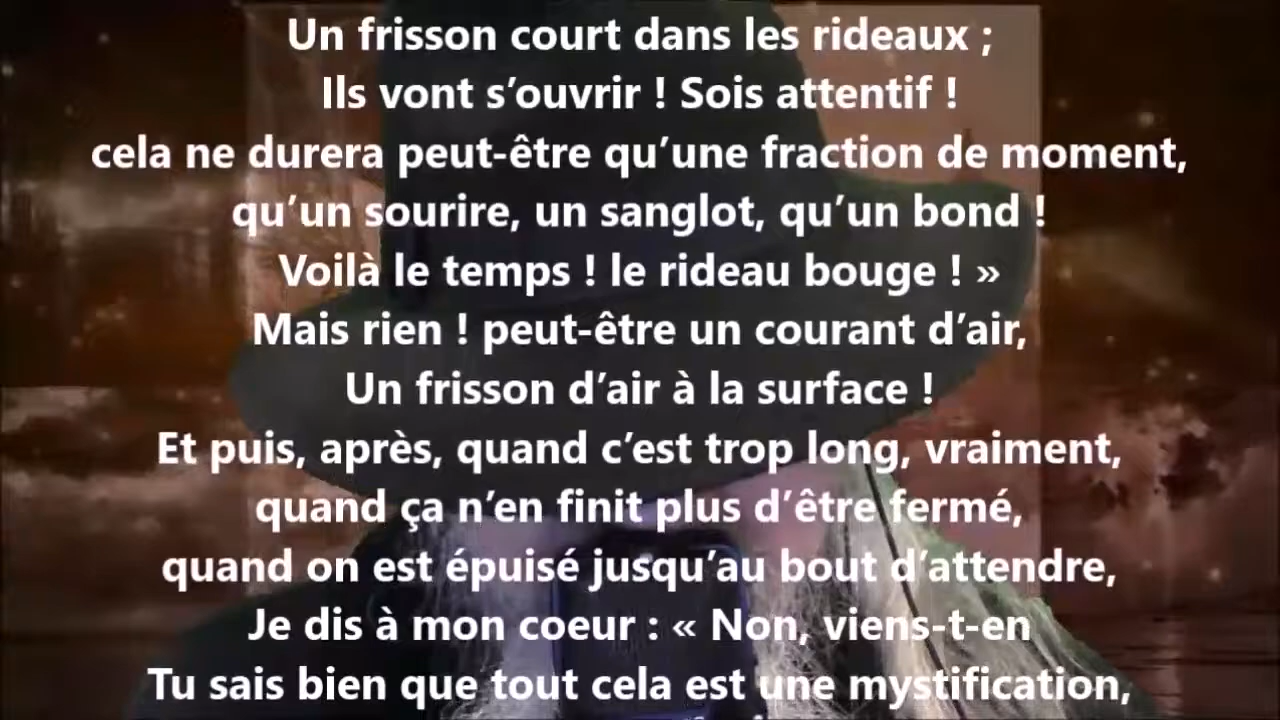 Un frisson court dans les rideaux ;
Ils vont s’ouvrir ! Sois attentif !
cela ne durera peut-être qu’une fraction de moment,
qu’un sourire, un sanglot, qu’un bond !
Voilà le temps ! le rideau bouge ! »
Mais rien ! peut-être un courant d’air,
Un frisson d’air à la surface !
Et puis, après, quand c’est trop long, vraiment,
quand ça n’en finit plus d’être fermé,
quand on est épuisé jusqu’au bout d’attendre,
Je dis à mon coeur : « Non, viens-t-en
Tu sais bien que tout cela est une mystification,